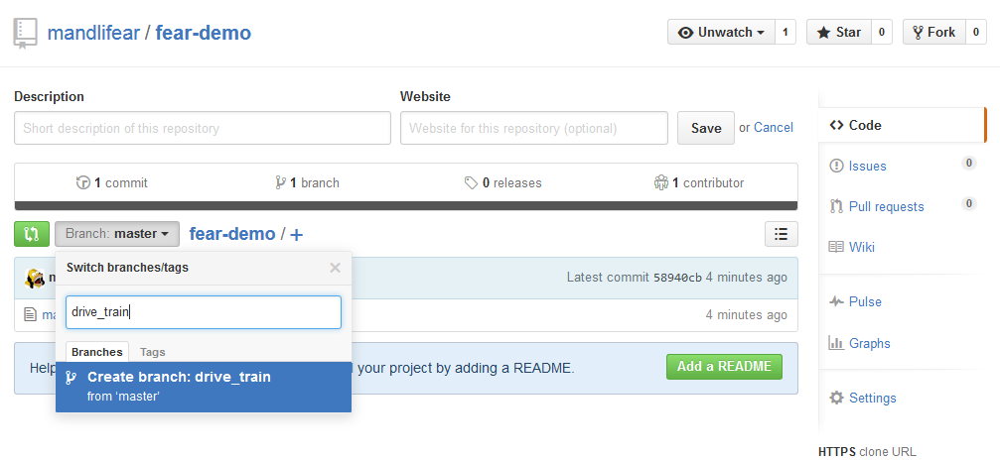 mandlifear / fear-demo
Unwatch 1 Star 0 Fork 0
Description Website
Short description of this repository Website for this repository (optional) Save or Cancel
Code
1 commit 1 branch 0 releases 1 contributor
Issues 0
Pull requests 0
Wiki
Pulse
Graphs
Settings
HTTPS clone URL
Branch: master fear-demo / +
Switch branches/tags
Latest commit 58940cb 4 minutes ago
drive_train
4 minutes ago
Branches Tags
Help
your project by adding a README. Add a README
Create branch: drive_train
from 'master'